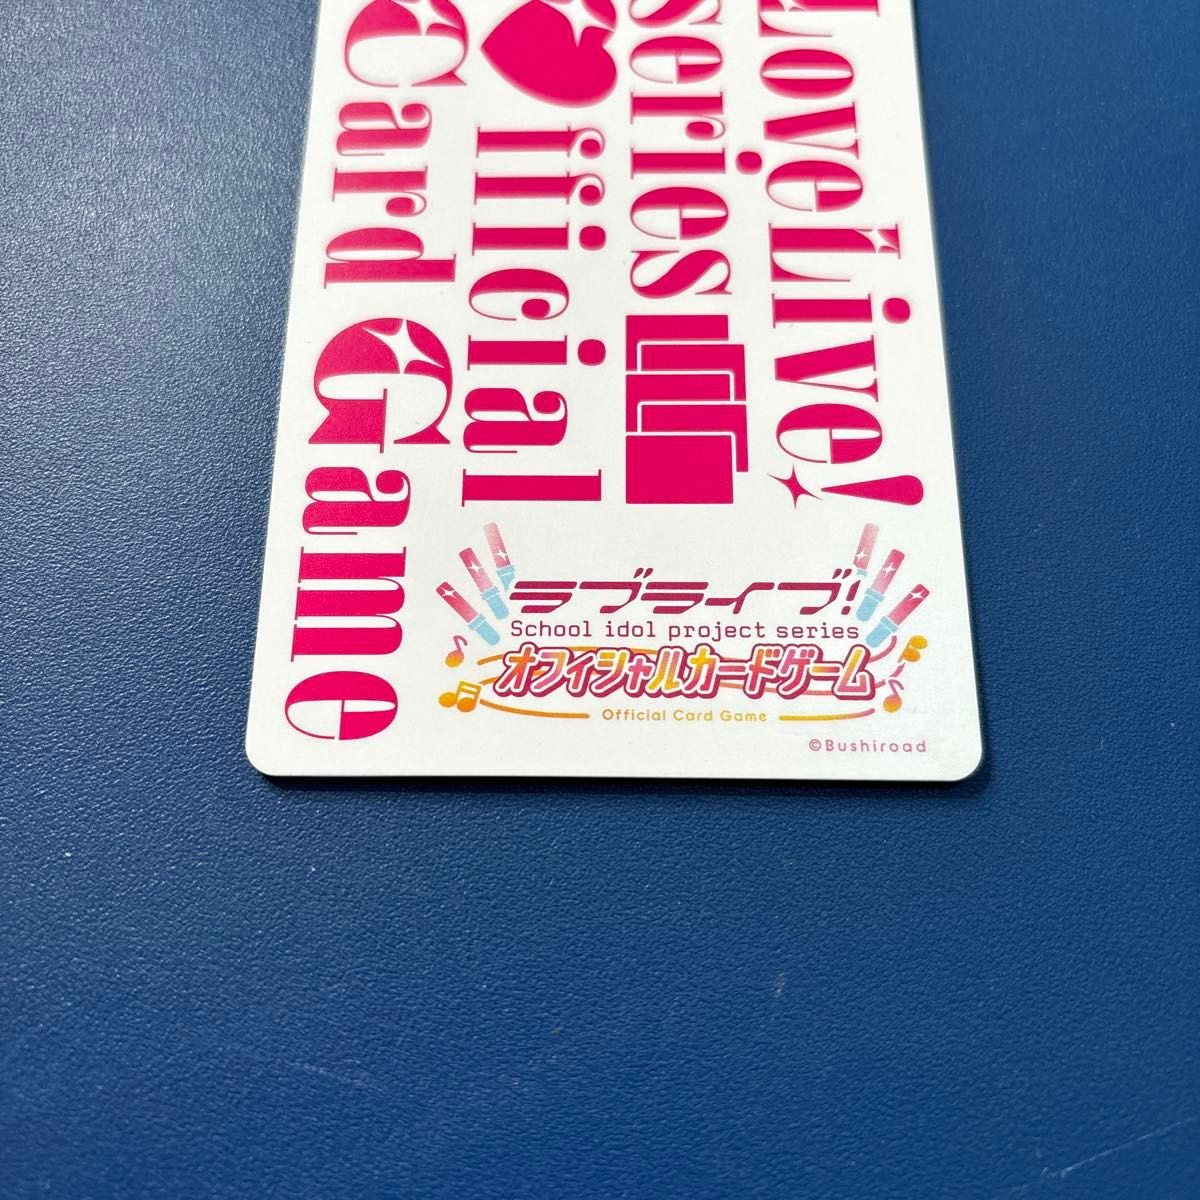 LoveLive!
series
fficial
Card Game
ラブライブ!
School idol project series
オフィシャルカードゲーム
Official Card Game
©Bushiroad